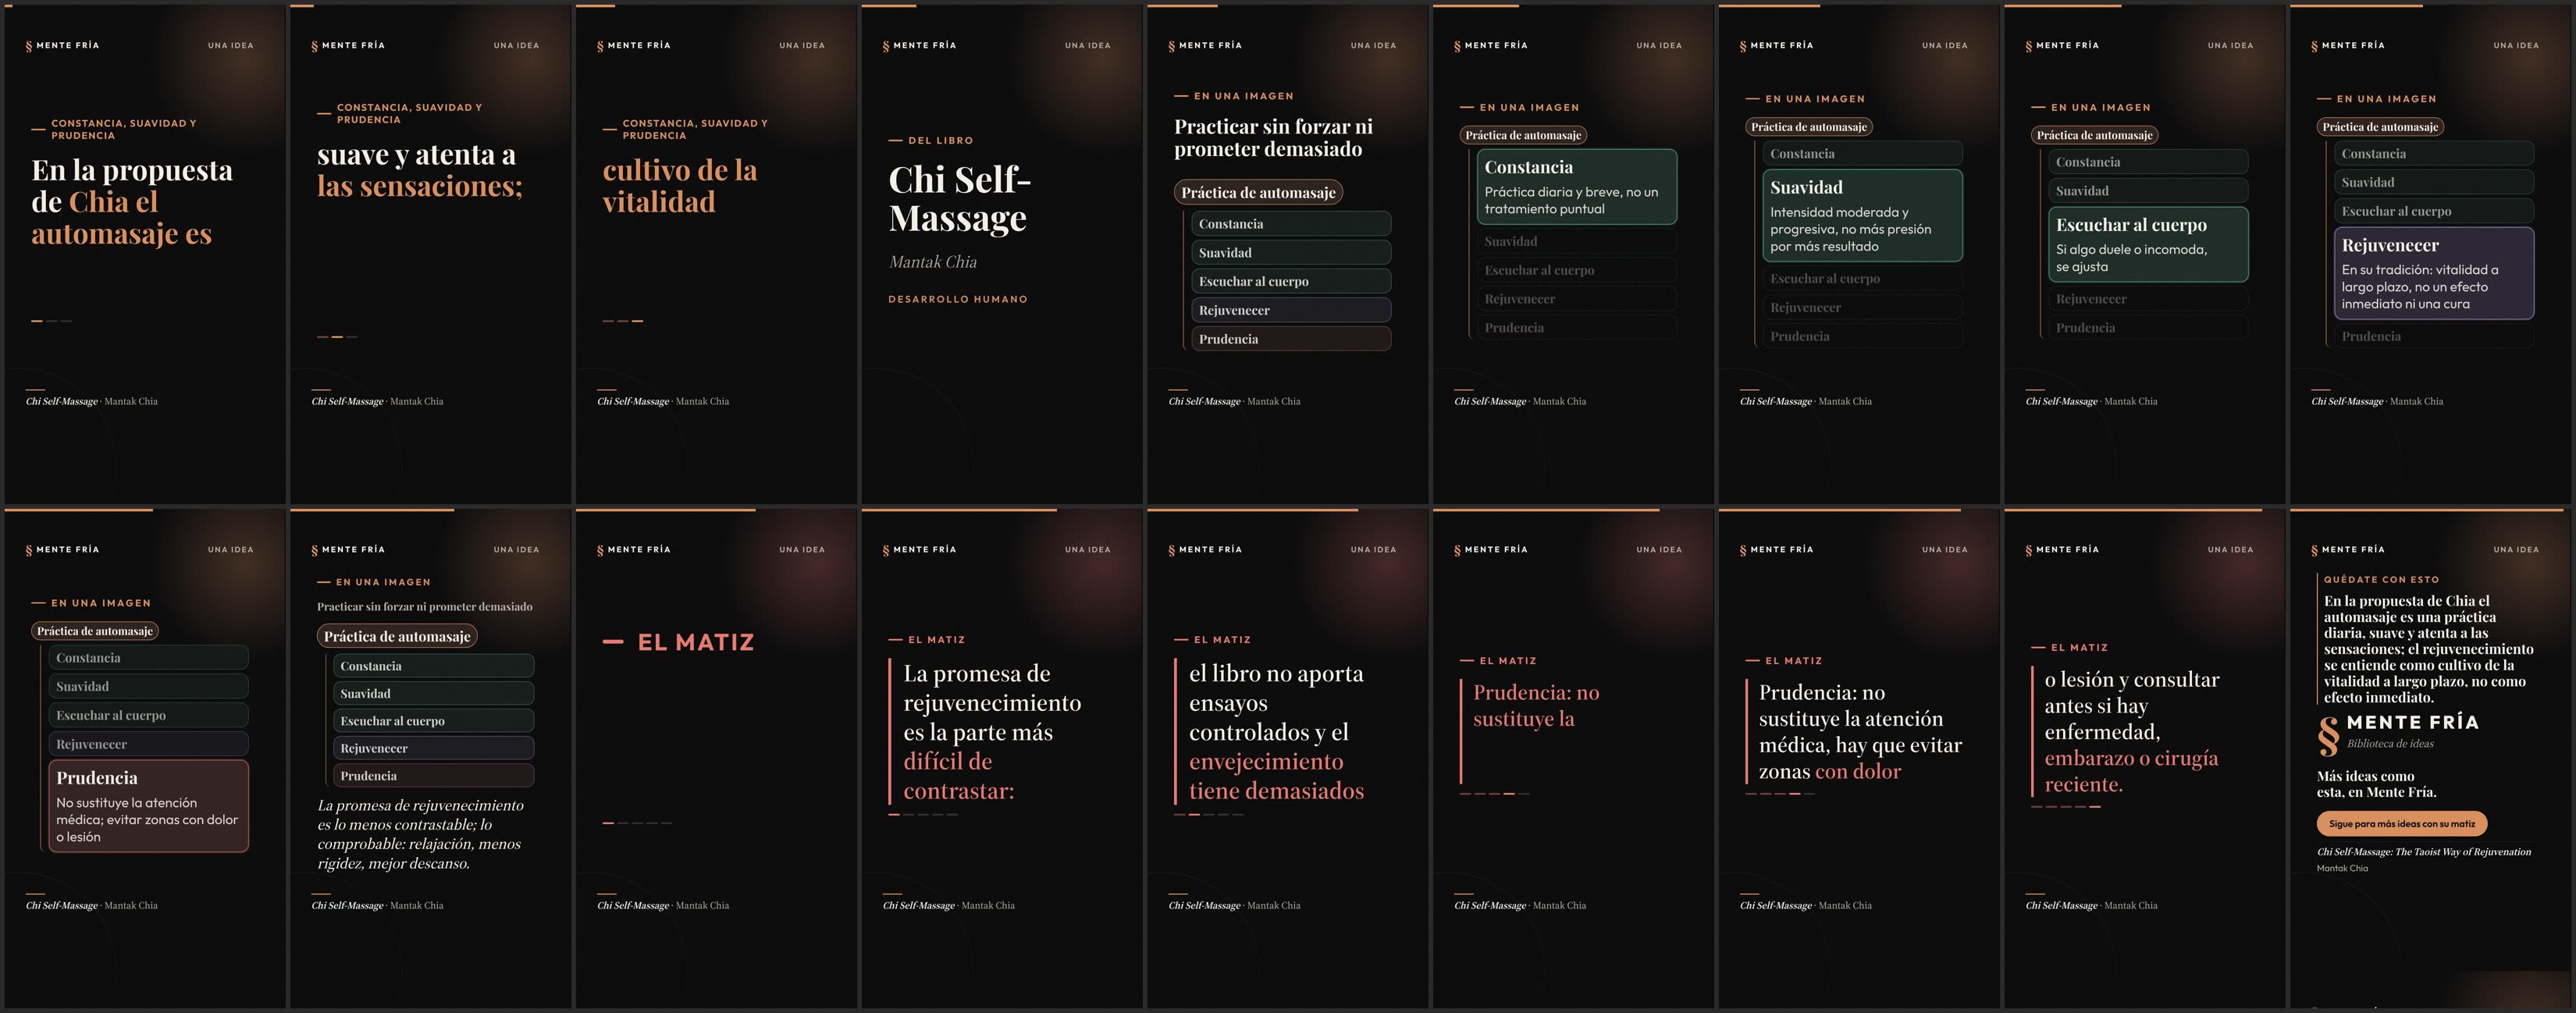 § MENTE FRÍA
UNA IDEA
CONSTANCIA, SUAVIDAD Y
PRUDENCIA
En la propuesta
de Chia el
automasaje es
Chi Self-Massage · Mantak Chia
§ MENTE FRÍA
UNA IDEA
CONSTANCIA, SUAVIDAD Y
PRUDENCIA
suave y atenta a
las sensaciones;
Chi Self-Massage · Mantak Chia
§ MENTE FRÍA
UNA IDEA
CONSTANCIA, SUAVIDAD Y
PRUDENCIA
cultivo de la
vitalidad
Chi Self-Massage · Mantak Chia
§ MENTE FRÍA
UNA IDEA
DEL LIBRO
Chi Self-
Massage
Mantak Chia
DESARROLLO HUMANO
§ MENTE FRÍA
UNA IDEA
EN UNA IMAGEN
Practicar sin forzar ni
prometer demasiado
Práctica de automasaje
Constancia
Suavidad
Escuchar al cuerpo
Rejuvenecer
Prudencia
Chi Self-Massage · Mantak Chia
§ MENTE FRÍA
UNA IDEA
EN UNA IMAGEN
Práctica de automasaje
Constancia
Práctica diaria y breve, no un
tratamiento puntual
Suavidad
Escuchar al cuerpo
Rejuvenecer
Prudencia
Chi Self-Massage · Mantak Chia
§ MENTE FRÍA
UNA IDEA
EN UNA IMAGEN
Práctica de automasaje
Constancia
Suavidad
Intensidad moderada y
progresiva, no más presión
por más resultado
Escuchar al cuerpo
Rejuvenecer
Prudencia
Chi Self-Massage · Mantak Chia
§ MENTE FRÍA
UNA IDEA
EN UNA IMAGEN
Práctica de automasaje
Constancia
Suavidad
Escuchar al cuerpo
Si algo duele o incomoda,
se ajusta
Rejuvenecer
Prudencia
Chi Self-Massage · Mantak Chia
§ MENTE FRÍA
UNA IDEA
EN UNA IMAGEN
Práctica de automasaje
Constancia
Suavidad
Escuchar al cuerpo
Rejuvenecer
En su tradición: vitalidad a
largo plazo, no un efecto
inmediato ni una cura
Prudencia
Chi Self-Massage · Mantak Chia
§ MENTE FRÍA
UNA IDEA
EN UNA IMAGEN
Práctica de automasaje
Constancia
Suavidad
Escuchar al cuerpo
Rejuvenecer
Prudencia
No sustituye la atención
médica; evitar zonas con dolor
o lesión
Chi Self-Massage · Mantak Chia
§ MENTE FRÍA
UNA IDEA
EN UNA IMAGEN
Practicar sin forzar ni prometer demasiado
Práctica de automasaje
Constancia
Suavidad
Escuchar al cuerpo
Rejuvenecer
Prudencia
La promesa de rejuvenecimiento
es lo menos contrastable; lo
comprobable: relajación, menos
rigidez, mejor descanso.
Chi Self-Massage · Mantak Chia
§ MENTE FRÍA
UNA IDEA
EL MATIZ
Chi Self-Massage · Mantak Chia
§ MENTE FRÍA
UNA IDEA
EL MATIZ
La promesa de
rejuvenecimiento
es la parte más
difícil de
contrastar:
Chi Self-Massage · Mantak Chia
§ MENTE FRÍA
UNA IDEA
EL MATIZ
el libro no aporta
ensayos
controlados y el
envejecimiento
tiene demasiados
Chi Self-Massage · Mantak Chia
§ MENTE FRÍA
UNA IDEA
EL MATIZ
Prudencia: no
sustituye la
Chi Self-Massage · Mantak Chia
§ MENTE FRÍA
UNA IDEA
EL MATIZ
Prudencia: no
sustituye la atención
médica, hay que evitar
zonas con dolor
Chi Self-Massage · Mantak Chia
§ MENTE FRÍA
UNA IDEA
EL MATIZ
o lesión y consultar
antes si hay
enfermedad,
embarazo o cirugía
reciente.
Chi Self-Massage · Mantak Chia
§ MENTE FRÍA
UNA IDEA
QUÉDATE CON ESTO
En la propuesta de Chia el
automasaje es una práctica
diaria, suave y atenta a las
sensaciones; el rejuvenecimiento
se entiende como cultivo de la
vitalidad a largo plazo, no como
efecto inmediato.
§ MENTE FRÍA
Biblioteca de ideas
Más ideas como
esta, en Mente Fría.
Sigue para más ideas con su matiz
Chi Self-Massage: The Taoist Way of Rejuvenation
Mantak Chia